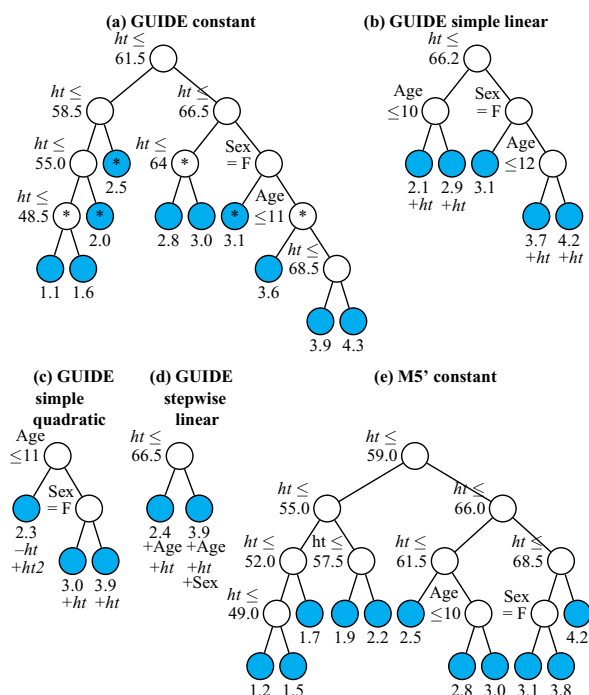 (a) GUIDE constant
ht ≤
61.5
ht ≤
58.5
ht ≤
66.5
ht ≤
55.0
*
2.5
ht ≤
64
*
Sex
= F
ht ≤
48.5
*
*
2.0
2.8
3.0
*
3.1
Age
≤11
*
1.1
1.6
3.6
ht ≤
68.5
3.9
4.3
(b) GUIDE simple linear
ht ≤
66.2
Age
≤10
Sex
= F
2.1
+ht
2.9
+ht
3.1
Age
≤12
3.7
+ht
4.2
+ht
(c) GUIDE
simple
quadratic
Age
≤11
Sex
= F
2.3
–ht
+ht2
3.0
+ht
3.9
+ht
(d) GUIDE
stepwise
linear
ht ≤
66.5
2.4
+Age
+ht
3.9
+Age
+ht
+Sex
(e) M5' constant
ht ≤
59.0
ht ≤
55.0
ht ≤
66.0
ht ≤
52.0
ht ≤
57.5
ht ≤
61.5
ht ≤
68.5
ht ≤
49.0
1.7
1.9
2.2
2.5
Age
≤10
Sex
= F
4.2
1.2
1.5
2.8
3.0
3.1
3.8